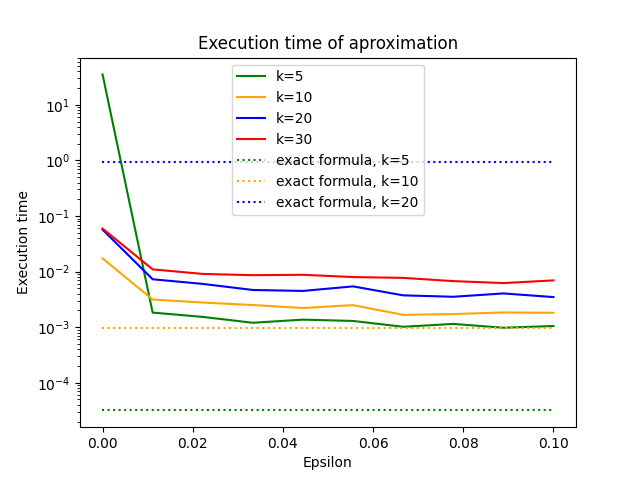 Execution time of aproximation
Execution time
10^1
10^0
10^-1
10^-2
10^-3
10^-4
k=5
k=10
k=20
k=30
exact formula, k=5
exact formula, k=10
exact formula, k=20
0.00 0.02 0.04 0.06 0.08 0.10
Epsilon